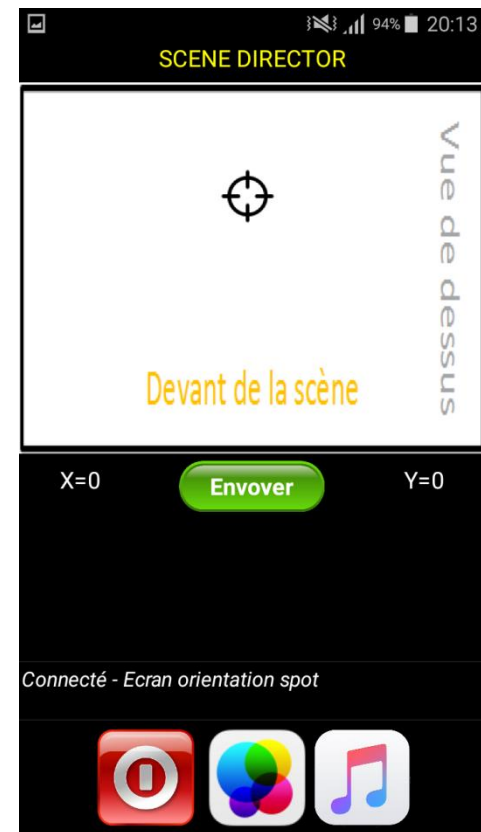 94% 20:13
SCENE DIRECTOR
Vue de dessus
Devant de la scène
X=0
Envover
Y=0
Connecté - Ecran orientation spot